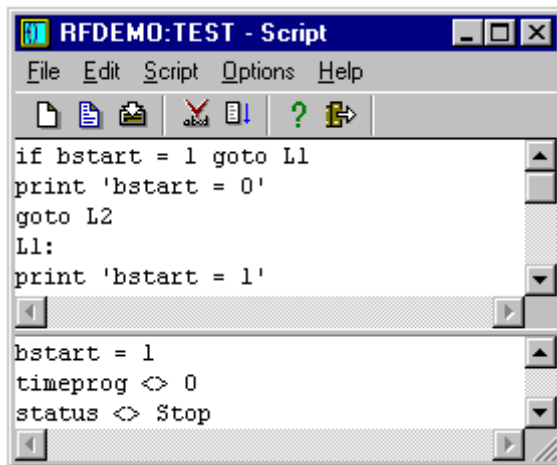 RFDEMO:TEST - Script
File Edit Script Options Help
abcd
?
if bstart = 1 goto L1
print 'bstart = 0'
goto L2
L1:
print 'bstart = 1'
bstart = 1
timeprog <> 0
status <> Stop